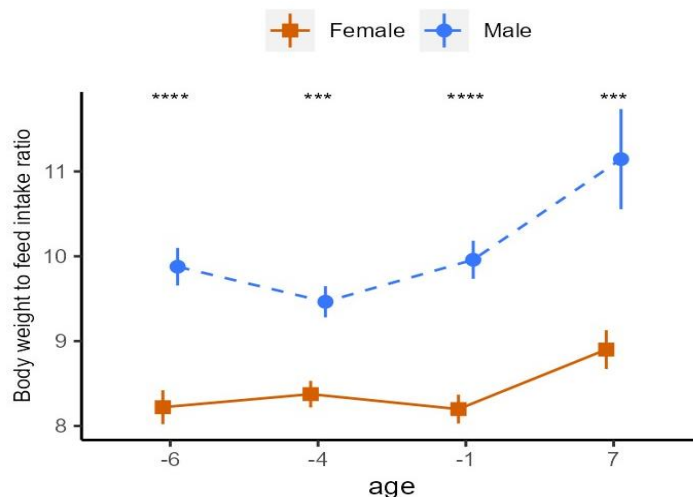 Female Male
**** *** **** ***
Body weight to feed intake ratio
11
10
9
8
-6 -4 -1 7
age